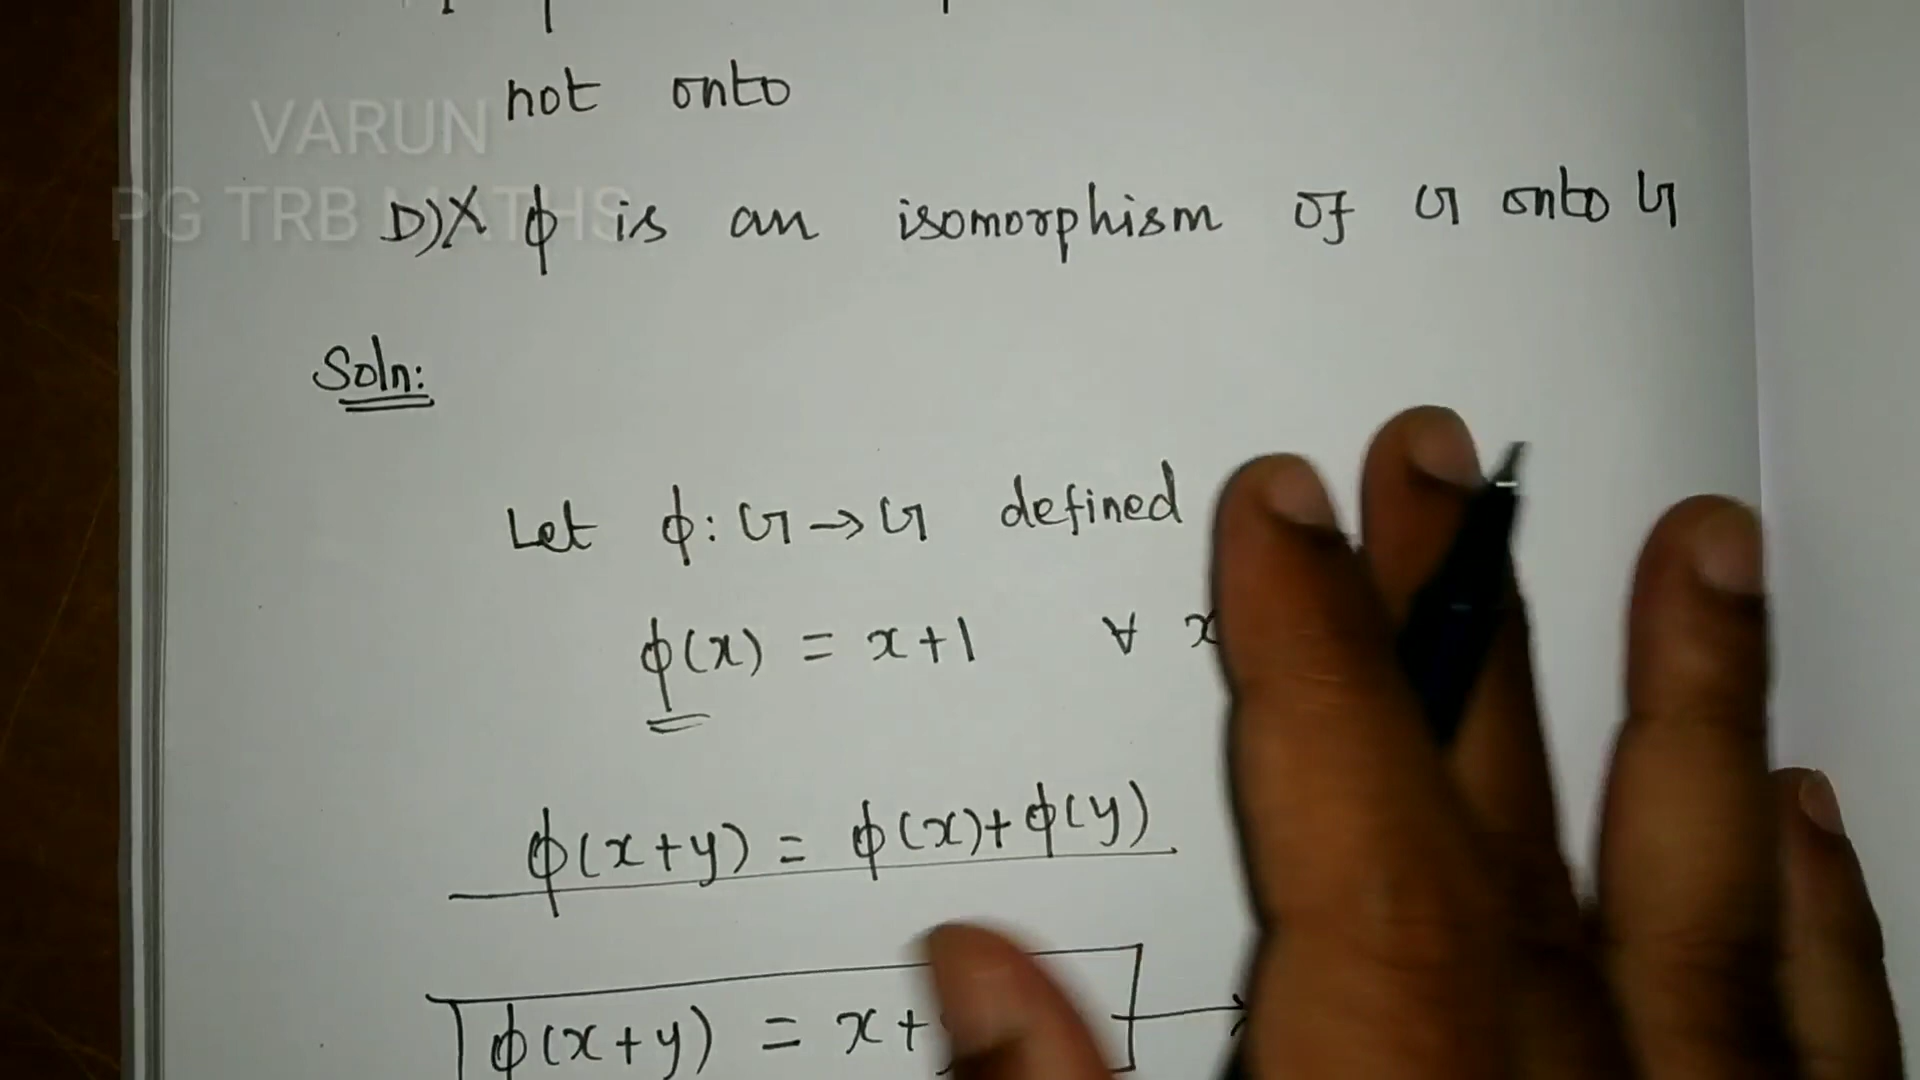 not onto
VARUN
PG TRB MATHS
D)X ϕ is an isomorphism of G onto G
Soln:
Let ϕ: G → G defined
ϕ(x) = x+1 ∀ x
ϕ(x+y) = ϕ(x)+ϕ(y)
ϕ(x+y) = x+